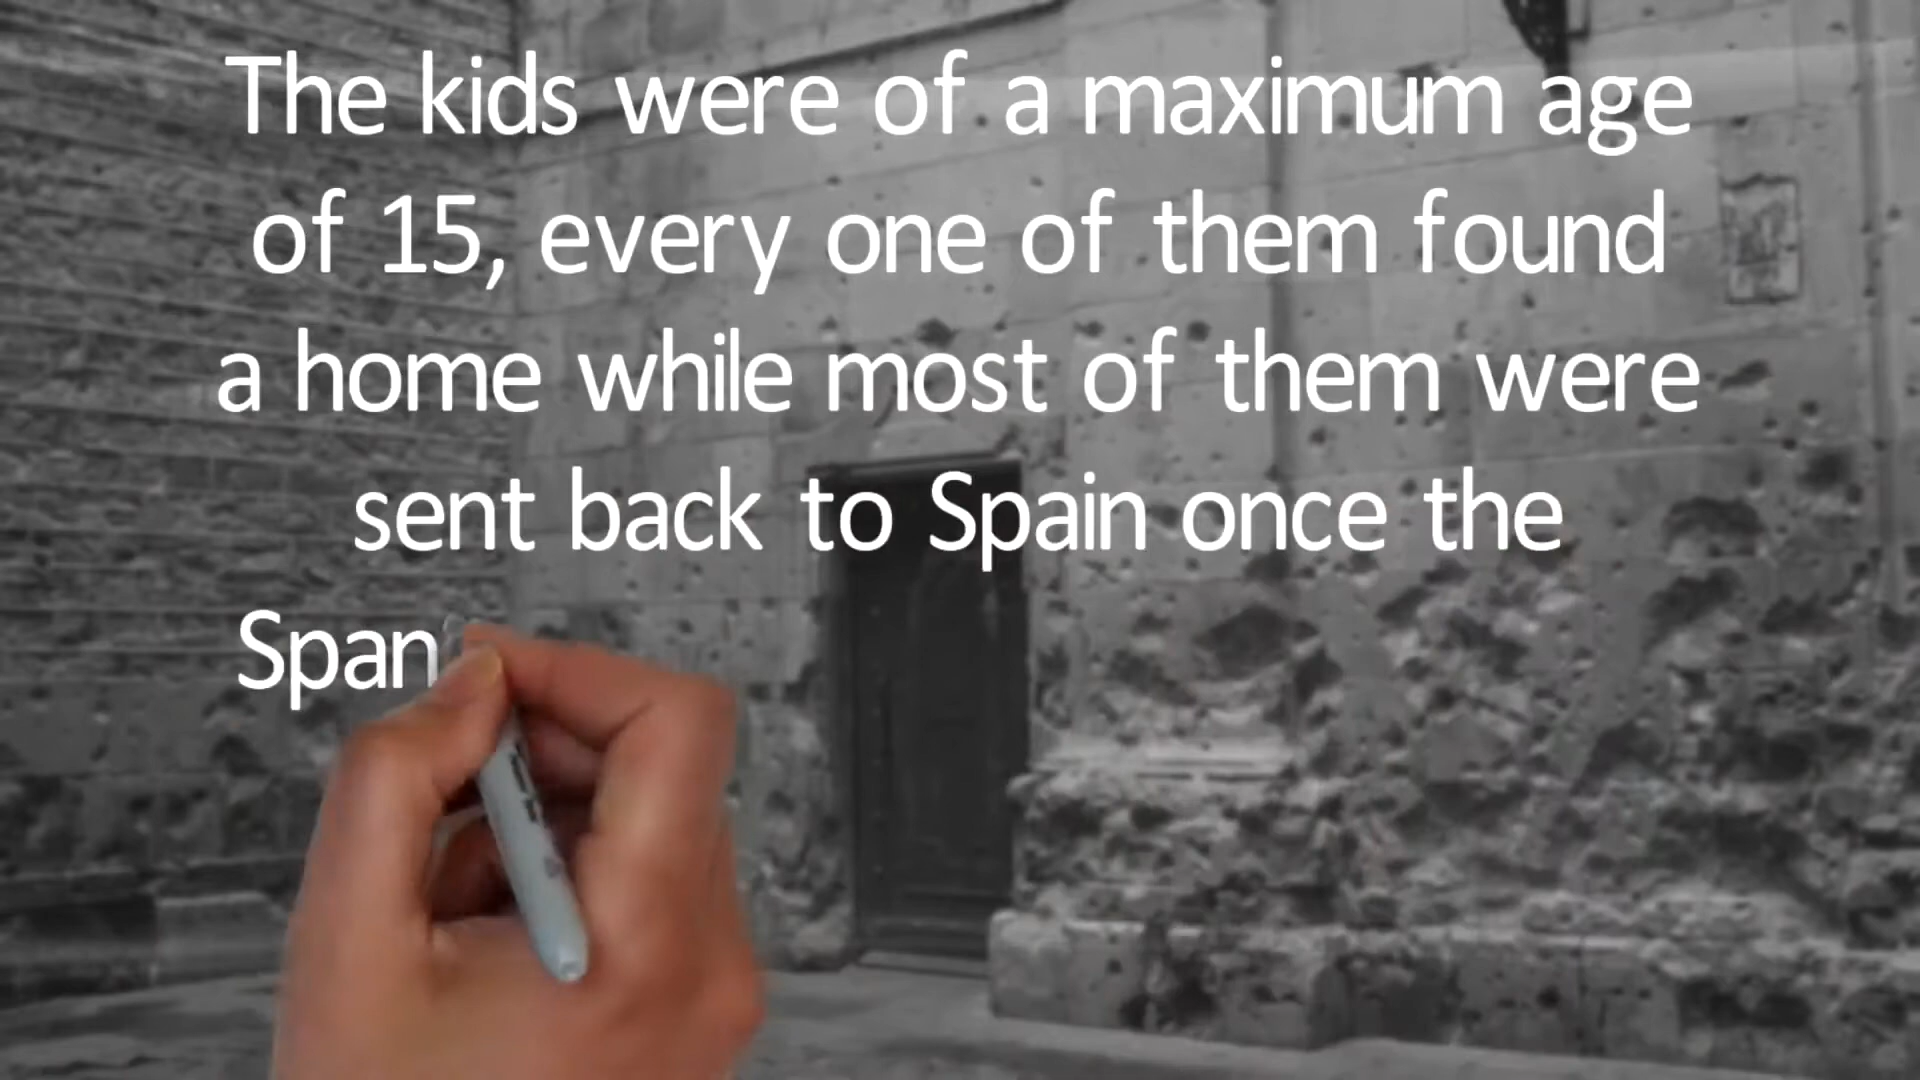 The kids were of a maximum age
of 15, every one of them found
a home while most of them were
sent back to Spain once the
Span